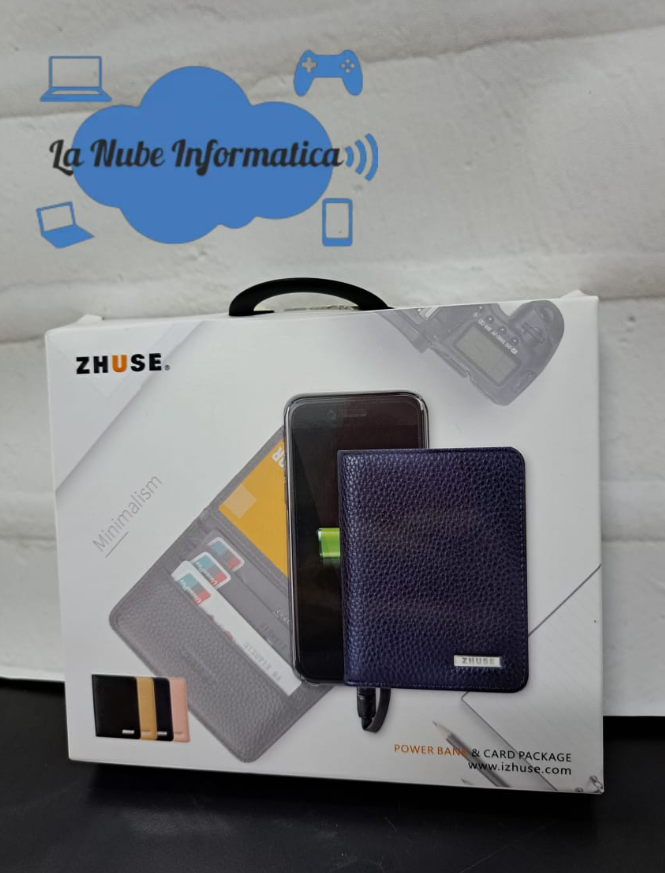 La Nube Informatica
ZHUSE®
Minimalism
ZHUSE
POWER BANK & CARD PACKAGE
www.izhuse.com